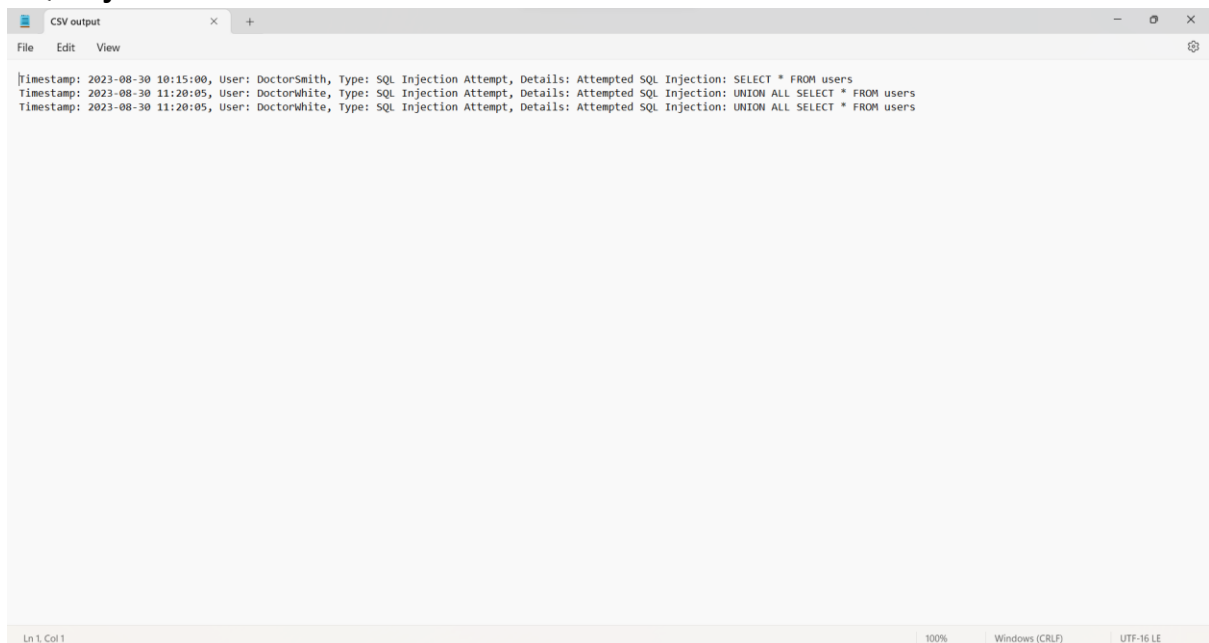 CSV output
File Edit View
Timestamp: 2023-08-30 10:15:00, User: DoctorSmith, Type: SQL Injection Attempt, Details: Attempted SQL Injection: SELECT * FROM users
Timestamp: 2023-08-30 11:20:05, User: DoctorWhite, Type: SQL Injection Attempt, Details: Attempted SQL Injection: UNION ALL SELECT * FROM users
Timestamp: 2023-08-30 11:20:05, User: DoctorWhite, Type: SQL Injection Attempt, Details: Attempted SQL Injection: UNION ALL SELECT * FROM users
Ln 1, Col 1 100% Windows (CRLF) UTF-16 LE